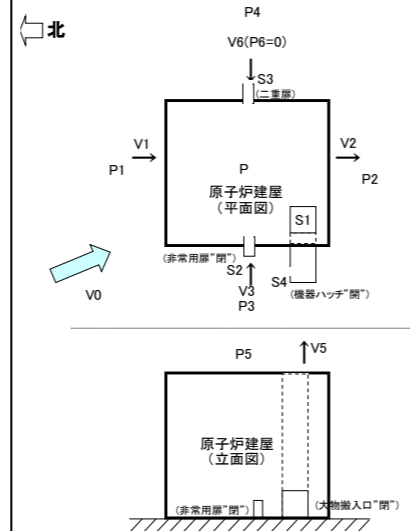 P4
北
V6(P6=0)
S3
(二重扉)
V1
V2
P1
P
P2
原子炉建屋
(平面図)
S1
(非常用扉"閉")
S2
S4
(機器ハッチ"開")
V0
V3
P3
P5
V5
原子炉建屋
(立面図)
(非常用扉"閉")
(大物搬入口"閉")